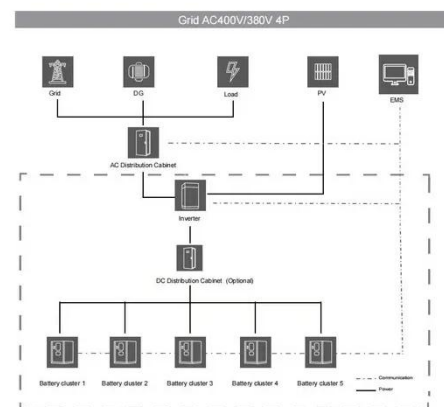 Grid AC400V/380V 4P
Grid
DG
Load
PV
EMS
AC Distribution Cabinet
Inverter
DC Distribution Cabinet (Optional)
Battery cluster 1
Battery cluster 2
Battery cluster 3
Battery cluster 4
Battery cluster 5
Communication
Power